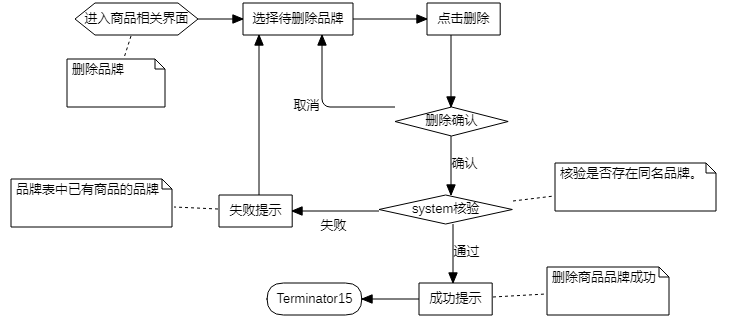 进入商品相关界面
选择待删除品牌
点击删除
删除品牌
取消
删除确认
确认
核验是否存在同名品牌。
品牌表中已有商品的品牌
失败提示
失败
system核验
通过
删除商品品牌成功
Terminator15
成功提示